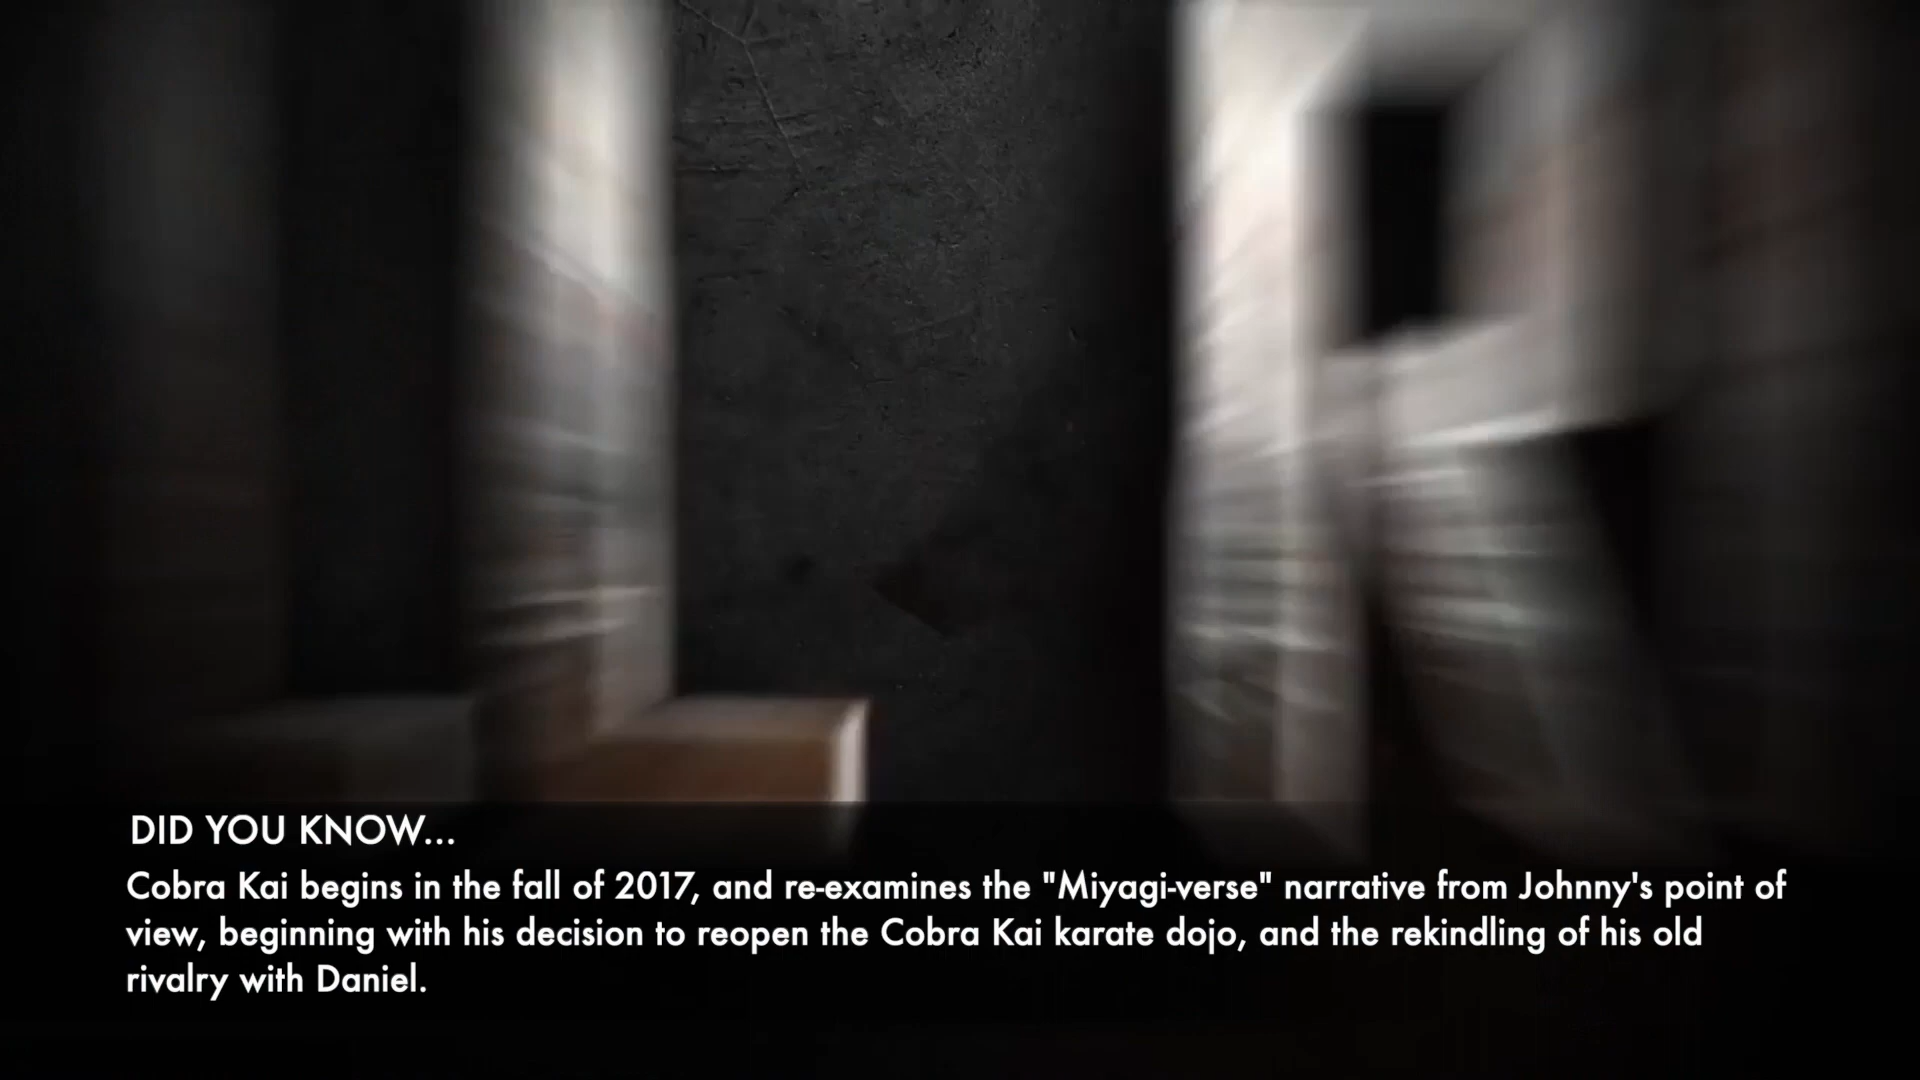 DID YOU KNOW...
Cobra Kai begins in the fall of 2017, and re-examines the "Miyagi-verse" narrative from Johnny's point of
view, beginning with his decision to reopen the Cobra Kai karate dojo, and the rekindling of his old
rivalry with Daniel.